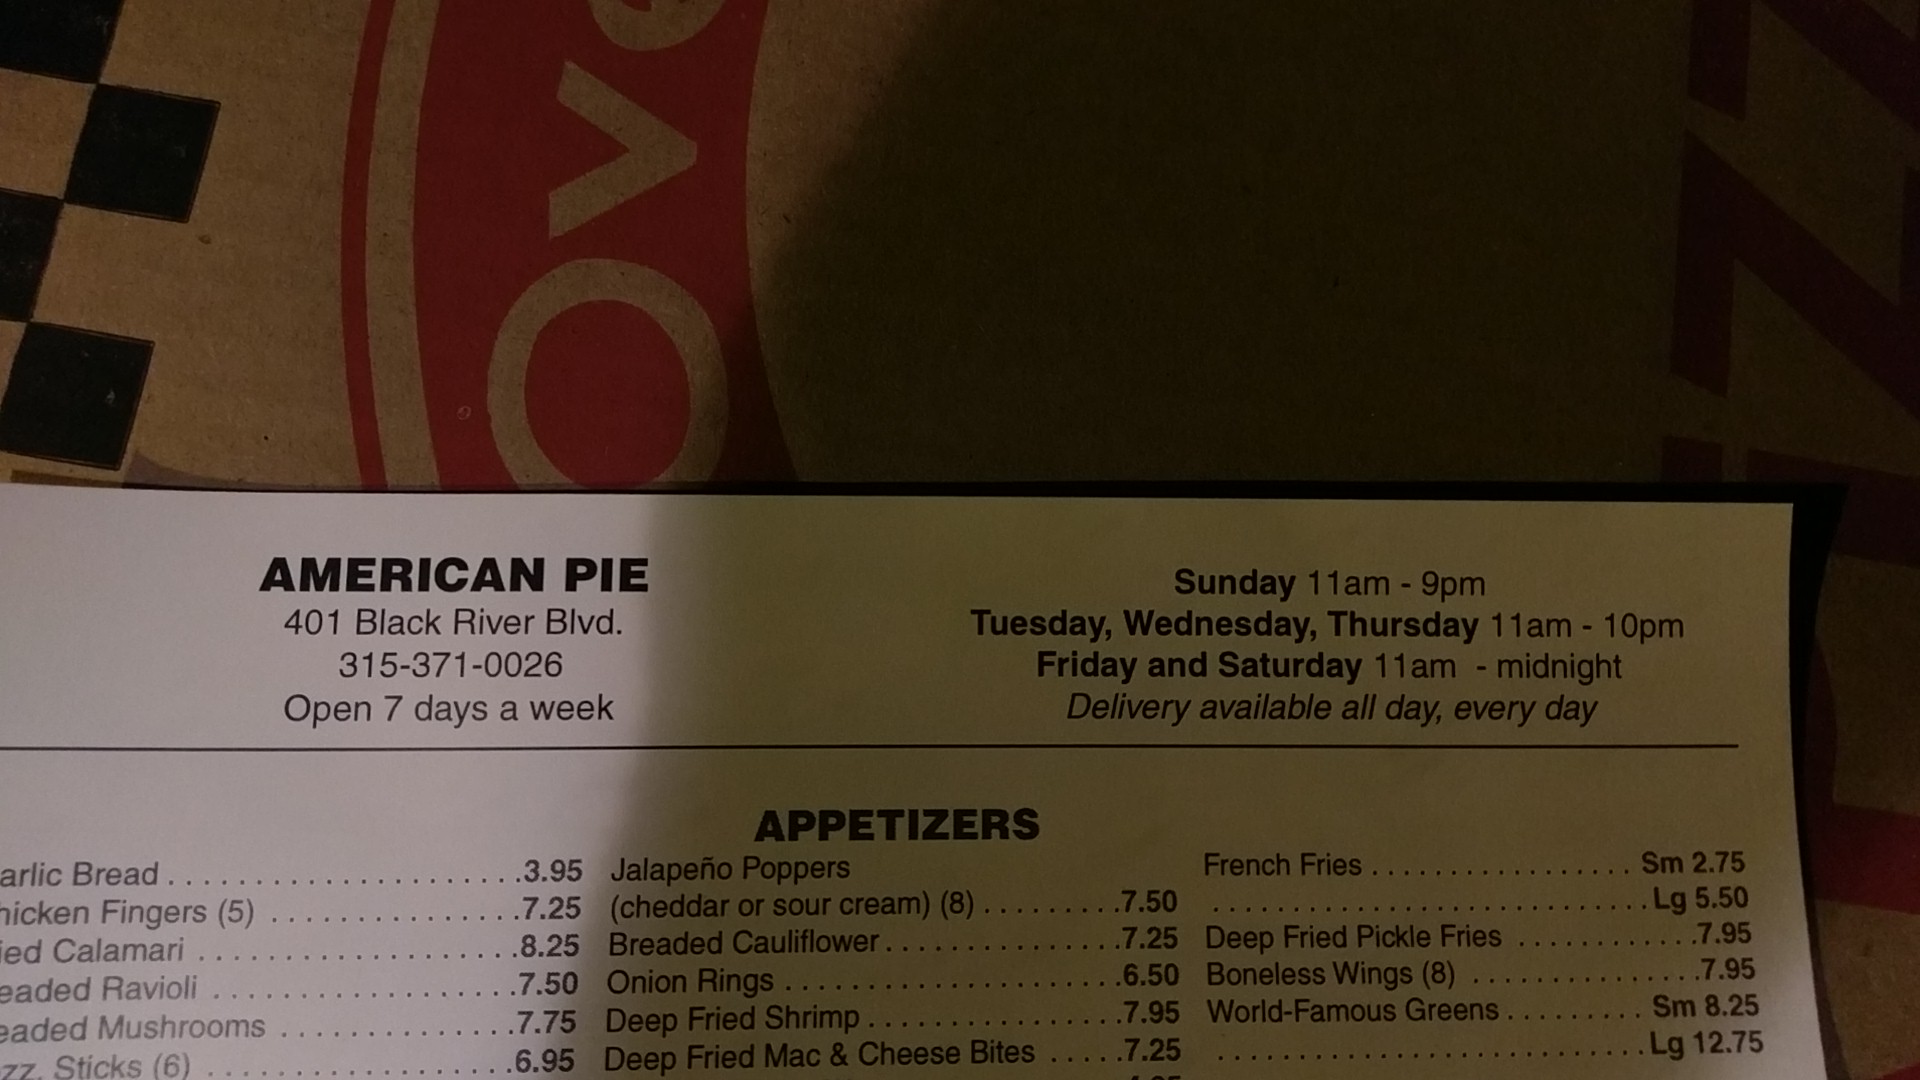 Ove
AMERICAN PIE
401 Black River Blvd.
315-371-0026
Open 7 days a week
Sunday 11am - 9pm
Tuesday, Wednesday, Thursday 11am - 10pm
Friday and Saturday 11am - midnight
Delivery available all day, every day
APPETIZERS
arlic Bread . . . . . . . . . . . . . . . . . . . . .3.95
hicken Fingers (5) . . . . . . . . . . . . . . .7.25
ied Calamari . . . . . . . . . . . . . . . . . . .8.25
eaded Ravioli . . . . . . . . . . . . . . . . . .7.50
eaded Mushrooms . . . . . . . . . . . . . .7.75
zz. Sticks (6) . . . . . . . . . . . . . . . . . .6.95
Jalapeño Poppers
(cheddar or sour cream) (8) . . . . . . . . .7.50
Breaded Cauliflower . . . . . . . . . . . . . .7.25
Onion Rings . . . . . . . . . . . . . . . . . . . .6.50
Deep Fried Shrimp . . . . . . . . . . . . . . .7.95
Deep Fried Mac & Cheese Bites . . . . .7.25
French Fries . . . . . . . . . . . . . . . . Sm 2.75
. . . . . . . . . . . . . . . . . . . . . . . . . . .Lg 5.50
Deep Fried Pickle Fries . . . . . . . . . . . .7.95
Boneless Wings (8) . . . . . . . . . . . . . . .7.95
World-Famous Greens . . . . . . . . . Sm 8.25
. . . . . . . . . . . . . . . . . . . . . . . . . . .Lg 12.75